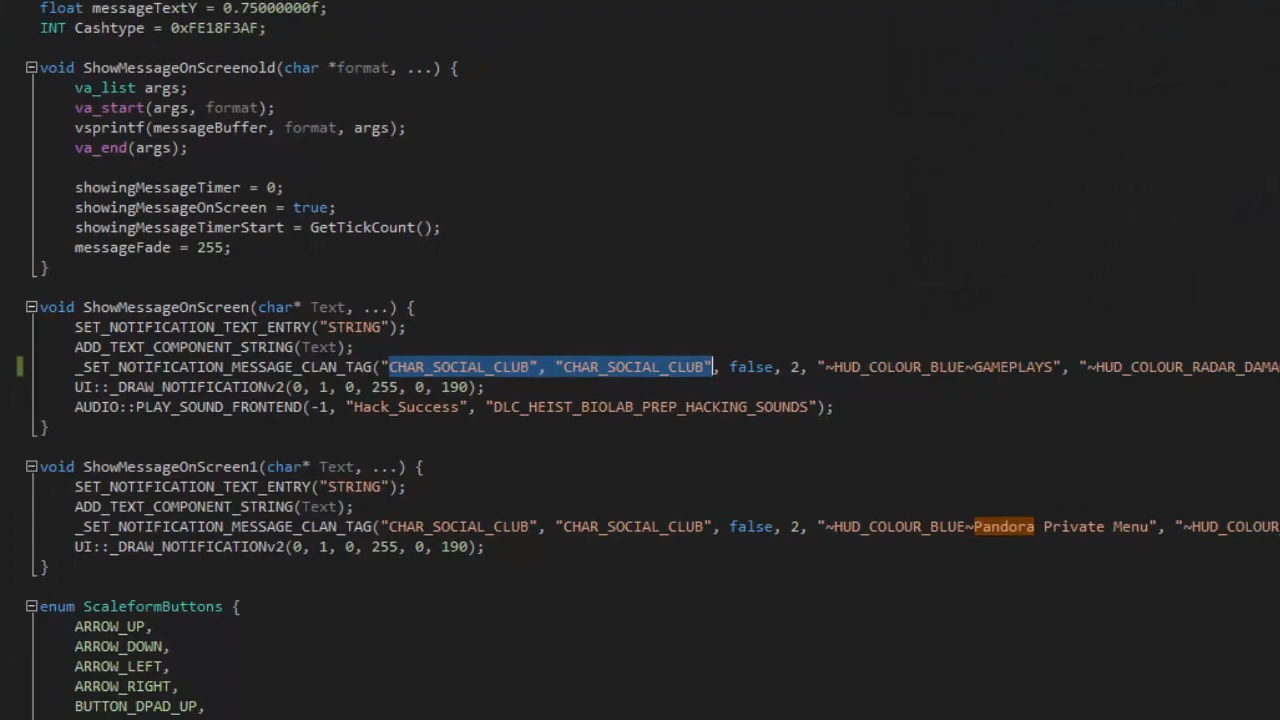 float messageTextY = 0.75000000f;
INT Cashtype = 0xFE18F3AF;
void ShowMessageOnScreenold(char *format, ...) {
va_list args;
va_start(args, format);
vsprintf(messageBuffer, format, args);
va_end(args);
showingMessageTimer = 0;
showingMessageOnScreen = true;
showingMessageTimerStart = GetTickCount();
messageFade = 255;
}
void ShowMessageOnScreen(char* Text, ...) {
SET_NOTIFICATION_TEXT_ENTRY("STRING");
ADD_TEXT_COMPONENT_STRING(Text);
_SET_NOTIFICATION_MESSAGE_CLAN_TAG("CHAR_SOCIAL_CLUB", "CHAR_SOCIAL_CLUB", false, 2, "~HUD_COLOUR_BLUE~GAMEPLAYS", "~HUD_COLOUR_RADAR_DAMA
UI::_DRAW_NOTIFICATIONv2(0, 1, 0, 255, 0, 190);
AUDIO::PLAY_SOUND_FRONTEND(-1, "Hack_Success", "DLC_HEIST_BIOLAB_PREP_HACKING_SOUNDS");
}
void ShowMessageOnScreen1(char* Text, ...) {
SET_NOTIFICATION_TEXT_ENTRY("STRING");
ADD_TEXT_COMPONENT_STRING(Text);
_SET_NOTIFICATION_MESSAGE_CLAN_TAG("CHAR_SOCIAL_CLUB", "CHAR_SOCIAL_CLUB", false, 2, "~HUD_COLOUR_BLUE~Pandora Private Menu", "~HUD_COLOUR
UI::_DRAW_NOTIFICATIONv2(0, 1, 0, 255, 0, 190);
}
enum ScaleformButtons {
ARROW_UP,
ARROW_DOWN,
ARROW_LEFT,
ARROW_RIGHT,
BUTTON_DPAD_UP,